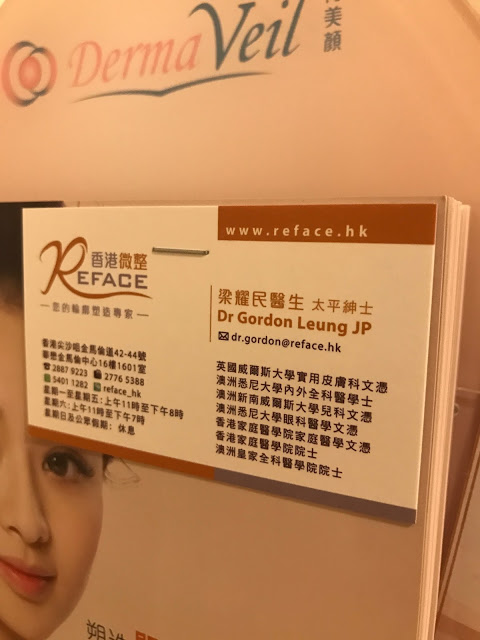 Derma Veil
美顏
www.reface.hk
香港微整
REFACE
您的輪廓塑造專家
梁耀民醫生 太平紳士
Dr Gordon Leung JP
dr.gordon@reface.hk
香港尖沙咀金馬倫道42-44號
金馬倫中心16樓1601室
2887 9223 2776 5388
5401 1282 reface_hk
星期一至星期五:上午11時至下午8時
星期六:上午11時至下午7時
星期日及公眾假期: 休息
英國威爾斯大學實用皮膚科文憑
澳洲悉尼大學內外全科醫學士
澳洲新南威爾斯大學兒科文憑
澳洲悉尼大學眼科醫學文憑
香港家庭醫學院家庭醫學文憑
香港家庭醫學院院士
澳洲皇家全科醫學院院士